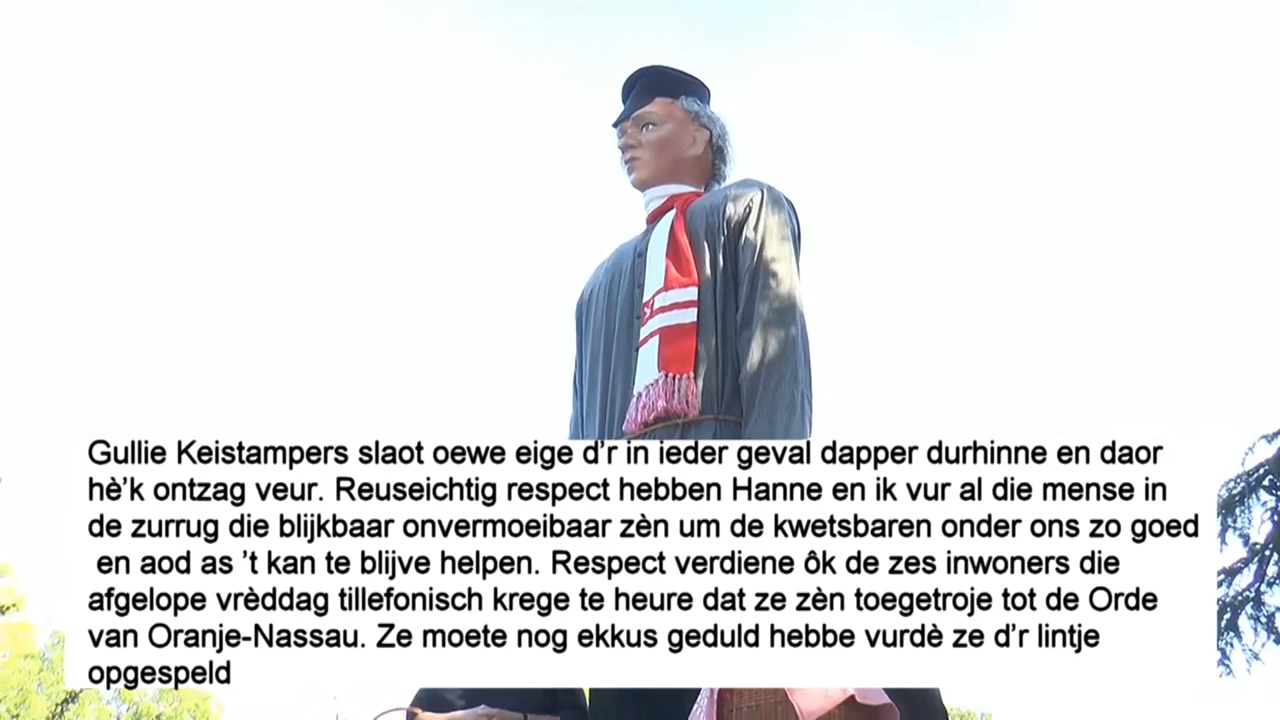 Gullie Keistampers slaot oewe eige d’r in ieder geval dapper durhinne en daor
hè’k ontzag veur. Reuseichtig respect hebben Hanne en ik vur al die mense in
de zurrug die blijkbaar onvermoeibaar zèn um de kwetsbaren onder ons zo goed
en aod as ’t kan te blijve helpen. Respect verdiene ôk de zes inwoners die
afgelope vrèddag tillefonisch krege te heure dat ze zèn toegetroje tot de Orde
van Oranje-Nassau. Ze moete nog ekkus geduld hebbe vurdè ze d’r lintje
opgespeld